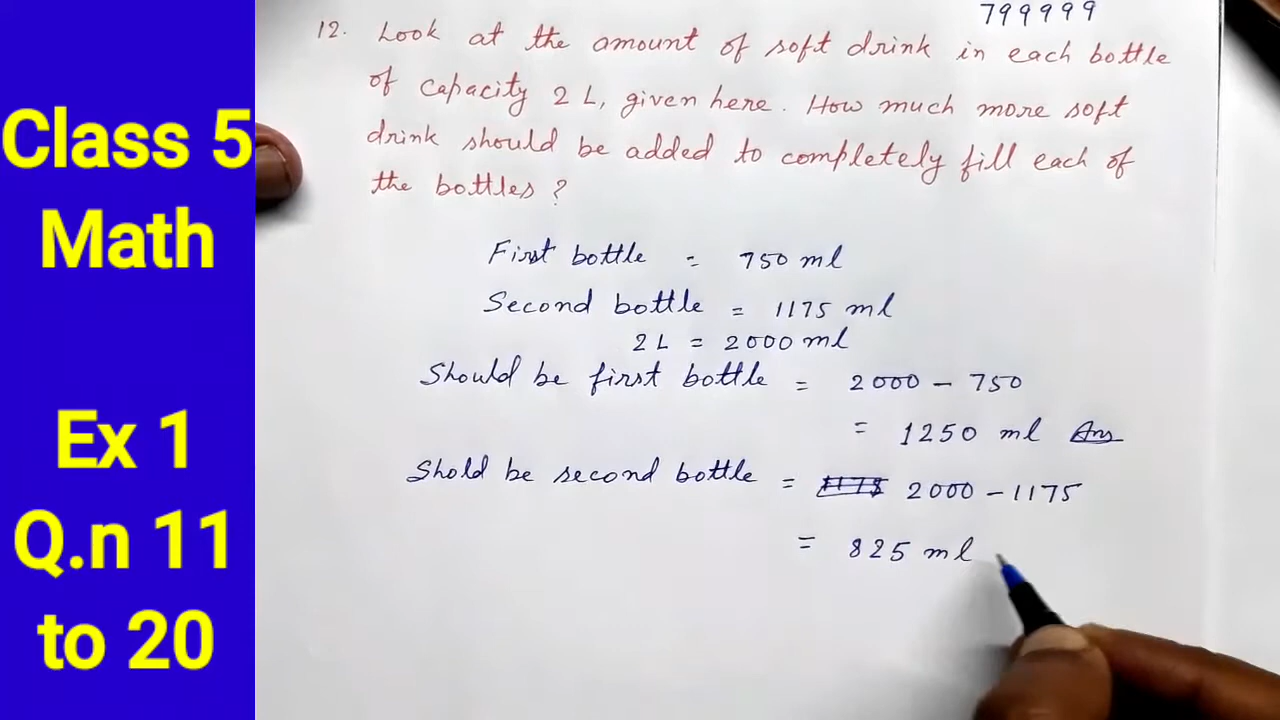 Class 5
Math
Ex 1
Q.n 11
to 20
799999
12. Look at the amount of soft drink in each bottle
of capacity 2 L, given here. How much more soft
drink should be added to completely fill each of
the bottles?
First bottle = 750 ml
Second bottle = 1175 ml
2 L = 2000 ml
Should be first bottle = 2000 - 750
= 1250 ml Ans
Shold be second bottle = 1175 2000 - 1175
= 825 ml